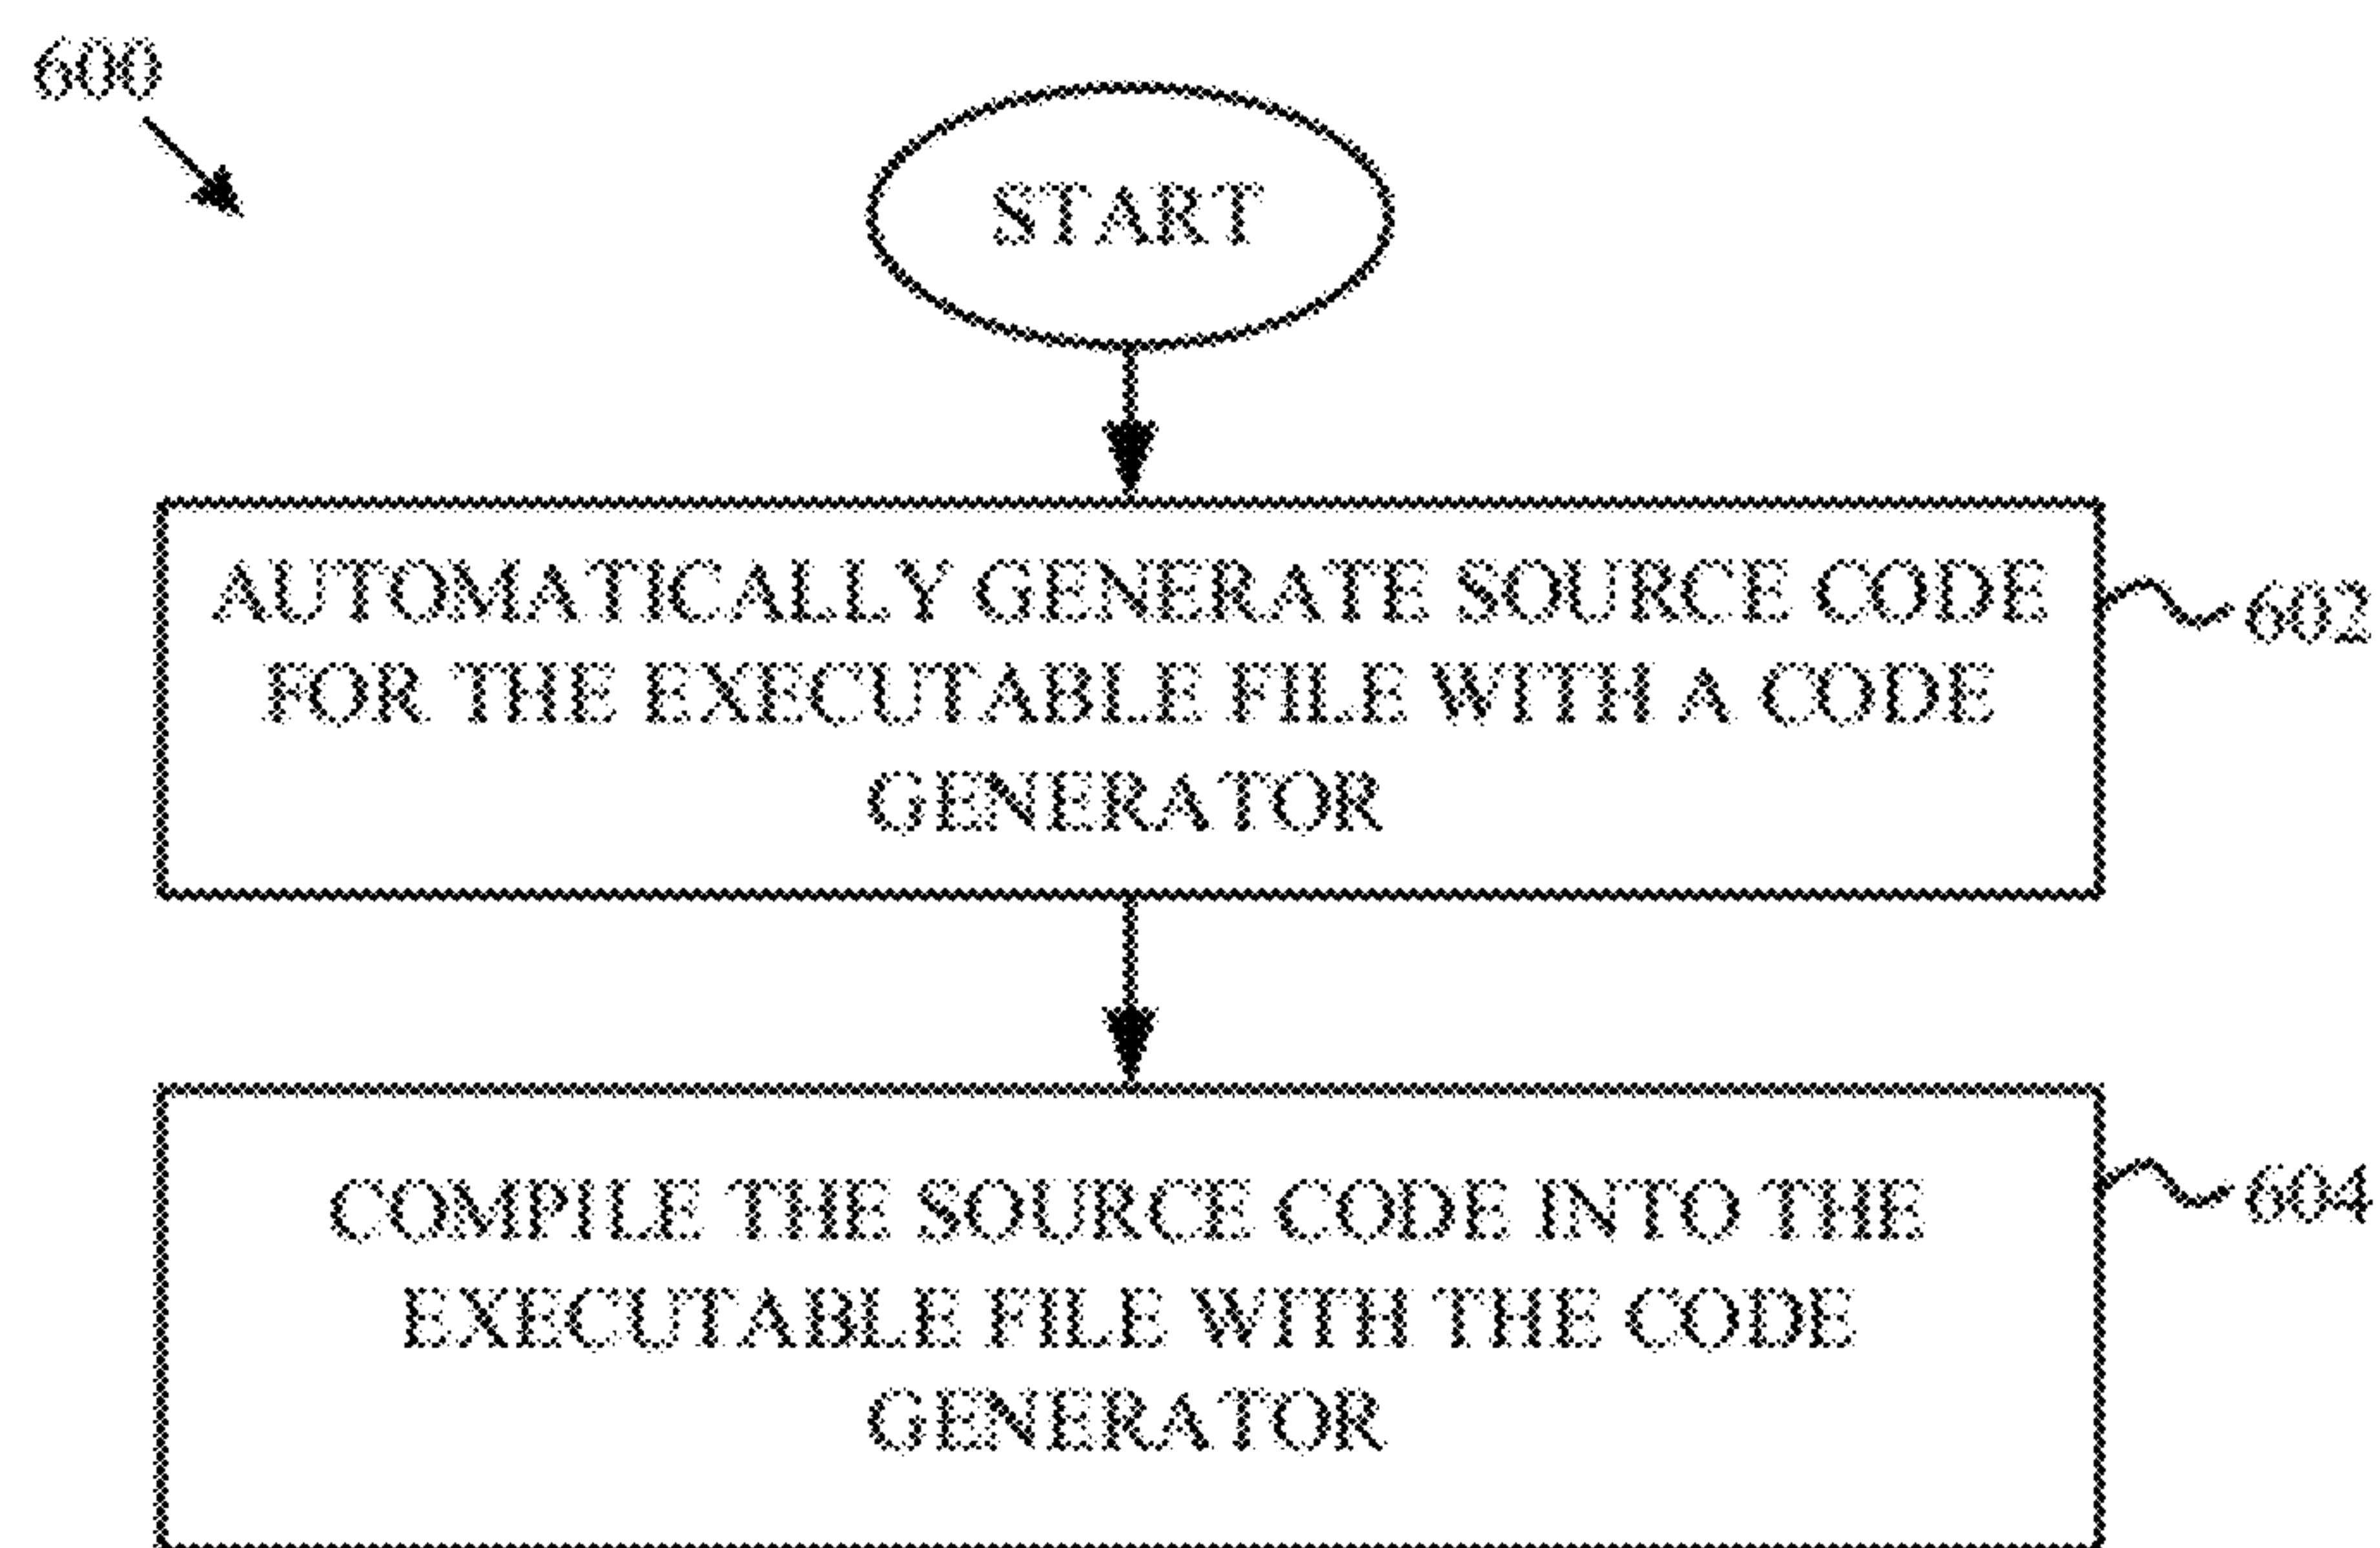 600
START
AUTOMATICALLY GENERATE SOURCE CODE
FOR THE EXECUTABLE FILE WITH A CODE
GENERATOR
602
COMPILE THE SOURCE CODE INTO THE
EXECUTABLE FILE WITH THE CODE
GENERATOR
604